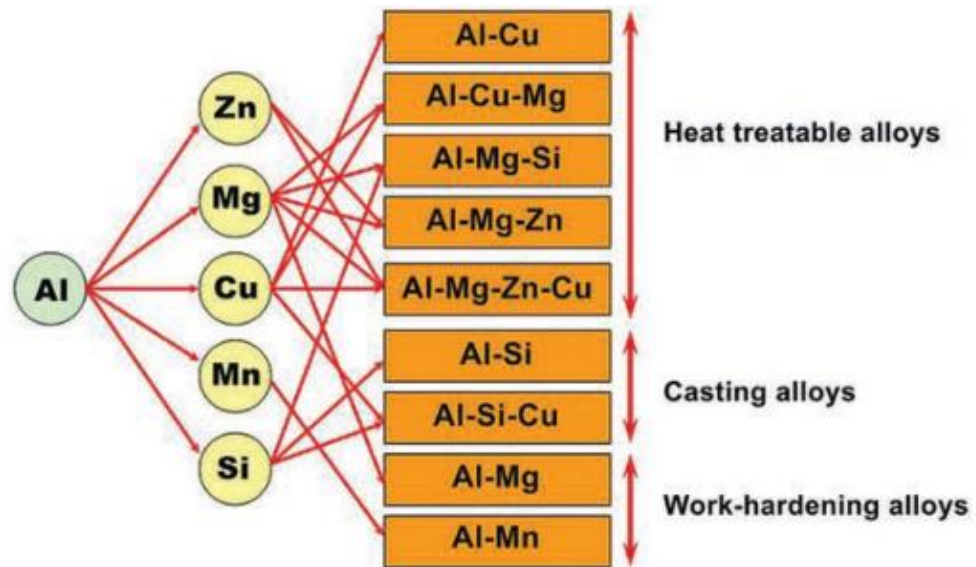 Al
Zn
Mg
Cu
Mn
Si
Al-Cu
Al-Cu-Mg
Al-Mg-Si
Al-Mg-Zn
Al-Mg-Zn-Cu
Al-Si
Al-Si-Cu
Al-Mg
Al-Mn
Heat treatable alloys
Casting alloys
Work-hardening alloys